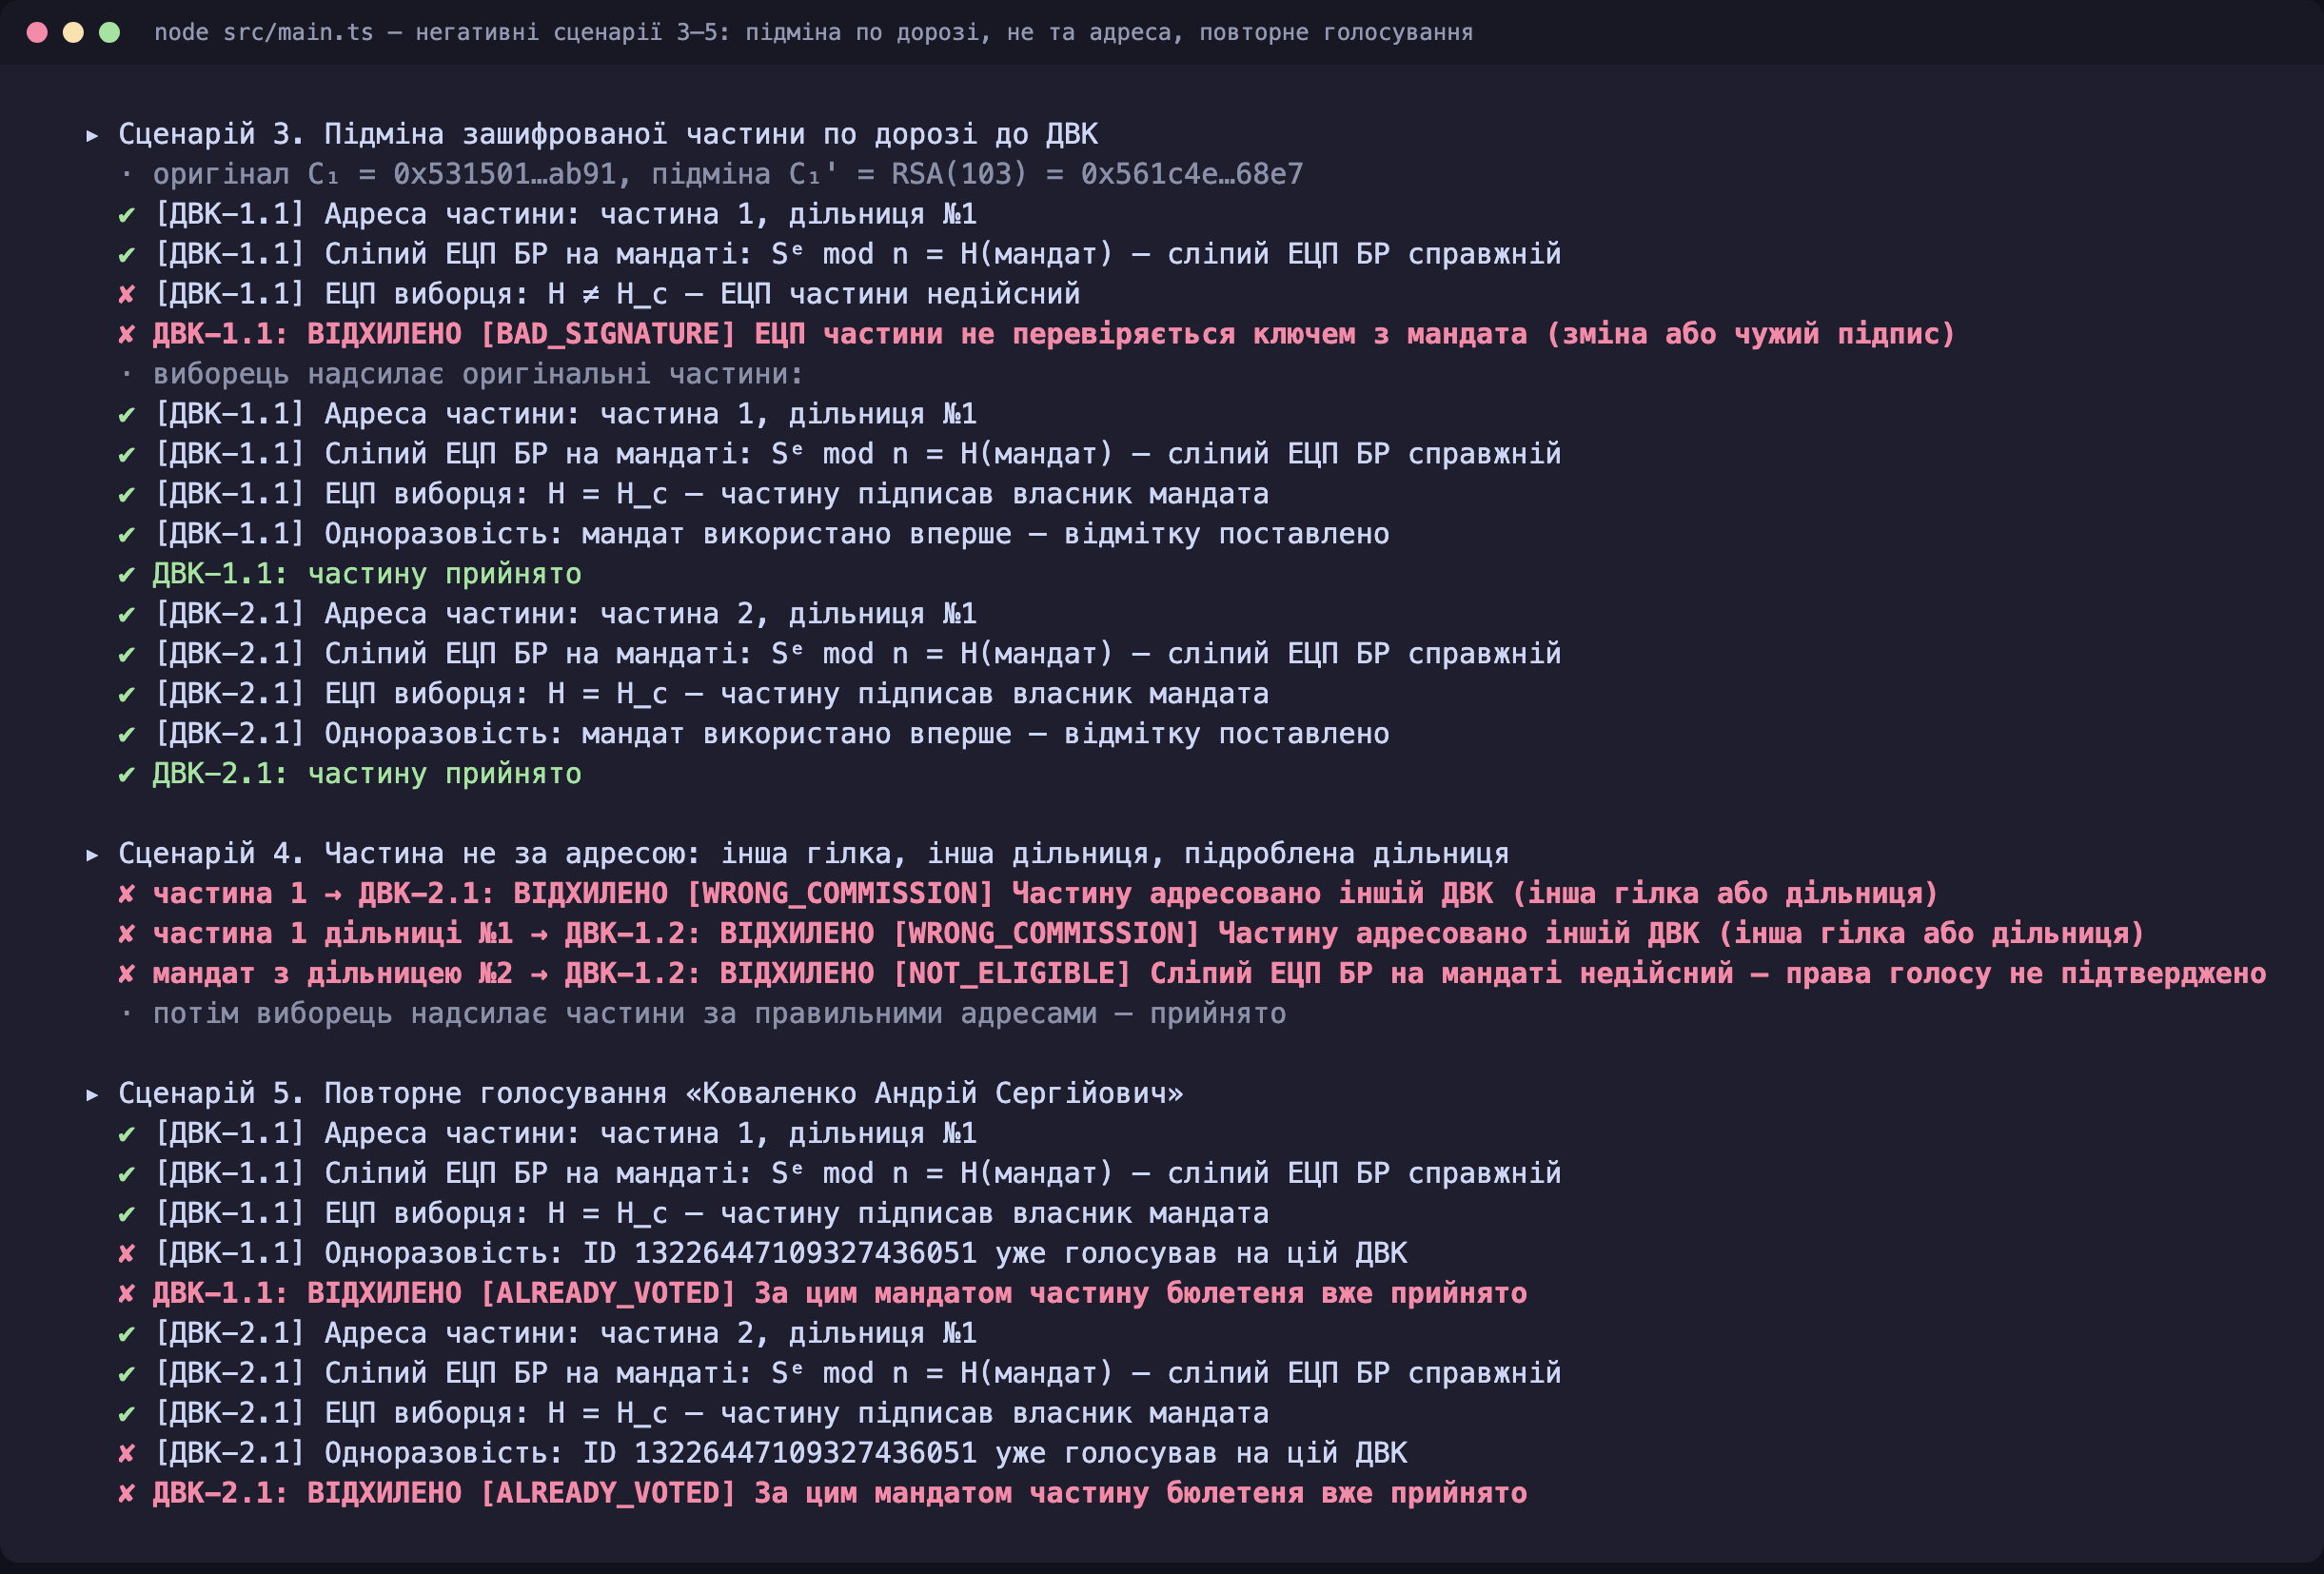 node src/main.ts — негативні сценарії 3–5: підміна по дорозі, не та адреса, повторне голосування
▸ Сценарій 3. Підміна зашифрованої частини по дорозі до ДВК
· оригінал C₁ = 0x531501…ab91, підміна C₁' = RSA(103) = 0x561c4e…68e7
✔ [ДВК–1.1] Адреса частини: частина 1, дільниця №1
✔ [ДВК–1.1] Сліпий ЕЦП БР на мандаті: Sᵉ mod n = H(мандат) — сліпий ЕЦП БР справжній
✘ [ДВК–1.1] ЕЦП виборця: H ≠ H_c — ЕЦП частини недійсний
✘ ДВК–1.1: ВІДХИЛЕНО [BAD_SIGNATURE] ЕЦП частини не перевіряється ключем з мандата (зміна або чужий підпис)
· виборець надсилає оригінальні частини:
✔ [ДВК–1.1] Адреса частини: частина 1, дільниця №1
✔ [ДВК–1.1] Сліпий ЕЦП БР на мандаті: Sᵉ mod n = H(мандат) — сліпий ЕЦП БР справжній
✔ [ДВК–1.1] ЕЦП виборця: H = H_c — частину підписав власник мандата
✔ [ДВК–1.1] Одноразовість: мандат використано вперше — відмітку поставлено
✔ ДВК–1.1: частину прийнято
✔ [ДВК–2.1] Адреса частини: частина 2, дільниця №1
✔ [ДВК–2.1] Сліпий ЕЦП БР на мандаті: Sᵉ mod n = H(мандат) — сліпий ЕЦП БР справжній
✔ [ДВК–2.1] ЕЦП виборця: H = H_c — частину підписав власник мандата
✔ [ДВК–2.1] Одноразовість: мандат використано вперше — відмітку поставлено
✔ ДВК–2.1: частину прийнято
▸ Сценарій 4. Частина не за адресою: інша гілка, інша дільниця, підроблена дільниця
✘ частина 1 → ДВК–2.1: ВІДХИЛЕНО [WRONG_COMMISSION] Частину адресовано іншій ДВК (інша гілка або дільниця)
✘ частина 1 дільниці №1 → ДВК–1.2: ВІДХИЛЕНО [WRONG_COMMISSION] Частину адресовано іншій ДВК (інша гілка або дільниця)
✘ мандат з дільницею №2 → ДВК–1.2: ВІДХИЛЕНО [NOT_ELIGIBLE] Сліпий ЕЦП БР на мандаті недійсний — права голосу не підтверджено
· потім виборець надсилає частини за правильними адресами — прийнято
▸ Сценарій 5. Повторне голосування «Коваленко Андрій Сергійович»
✔ [ДВК–1.1] Адреса частини: частина 1, дільниця №1
✔ [ДВК–1.1] Сліпий ЕЦП БР на мандаті: Sᵉ mod n = H(мандат) — сліпий ЕЦП БР справжній
✔ [ДВК–1.1] ЕЦП виборця: H = H_c — частину підписав власник мандата
✘ [ДВК–1.1] Одноразовість: ID 13226447109327436051 уже голосував на цій ДВК
✘ ДВК–1.1: ВІДХИЛЕНО [ALREADY_VOTED] За цим мандатом частину бюлетеня вже прийнято
✔ [ДВК–2.1] Адреса частини: частина 2, дільниця №1
✔ [ДВК–2.1] Сліпий ЕЦП БР на мандаті: Sᵉ mod n = H(мандат) — сліпий ЕЦП БР справжній
✔ [ДВК–2.1] ЕЦП виборця: H = H_c — частину підписав власник мандата
✘ [ДВК–2.1] Одноразовість: ID 13226447109327436051 уже голосував на цій ДВК
✘ ДВК–2.1: ВІДХИЛЕНО [ALREADY_VOTED] За цим мандатом частину бюлетеня вже прийнято